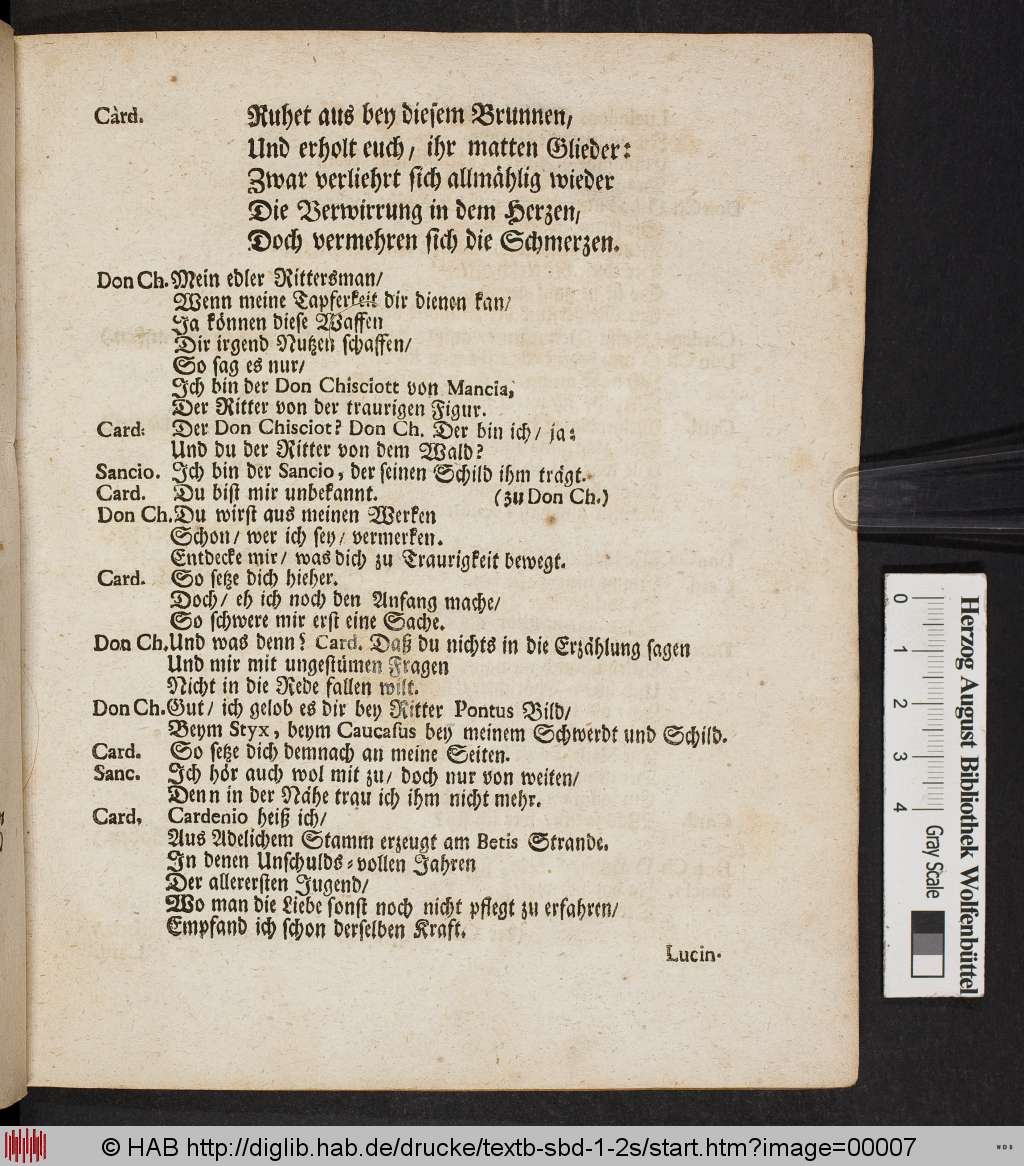 Càrd. Ruhet aus bey diesem Brunnen/
Und erholt euch/ ihr matten Glieder:
Zwar verliehrt sich allmählig wieder
Die Verwirrung in dem Herzen/
Doch vermehren sich die Schmerzen.
Don Ch. Mein edler Rittersman/
Wenn meine Tapferkeit dir dienen kan/
Ja können diese Waffen
Dir irgend Nutzen schaffen/
So sag es nur/
Ich bin der Don Chisciott von Mancia,
Der Ritter von der traurigen Figur.
Card: Der Don Chisciot? Don Ch. Der bin ich/ ja:
Und du der Ritter von dem Wald?
Sancio. Ich bin der Sancio, der seinen Schild ihm trägt.
Card. Du bist mir unbekannt. (zu Don Ch.)
Don Ch. Du wirst aus meinen Werken
Schon/ wer ich sey/ vermerken.
Entdecke mir/ was dich zu Traurigkeit bewegt.
Card. So setze dich hieher.
Doch/ eh ich noch den Anfang mache/
So schwere mir erst eine Sache.
Don Ch. Und was denn? Card. Daß du nichts in die Erzählung sagen
Und mir mit ungestümen Fragen
Nicht in die Rede fallen wilt.
Don Ch. Gut/ ich gelob es dir bey Ritter Pontus Bild/
Beym Styx, beym Caucasus bey meinem Schwerdt und Schild.
Card. So setze dich demnach an meine Seiten.
Sanc. Ich hör auch wol mit zu/ doch nur von weiten/
Denn in der Nähe trau ich ihm nicht mehr.
Card, Cardenio heiß ich/
Aus Adelichem Stamm erzeugt am Betis Strande.
In denen Unschulds-vollen Jahren
Der allerersten Jugend/
Wo man die Liebe sonst noch nicht pflegt zu erfahren/
Empfand ich schon derselben Kraft.
Lucin-
0 1 2 3 4
Gray Scale
Herzog August Bibliothek Wolfenbüttel
© HAB http://diglib.hab.de/drucke/textb-sbd-1-2s/start.htm?image=00007